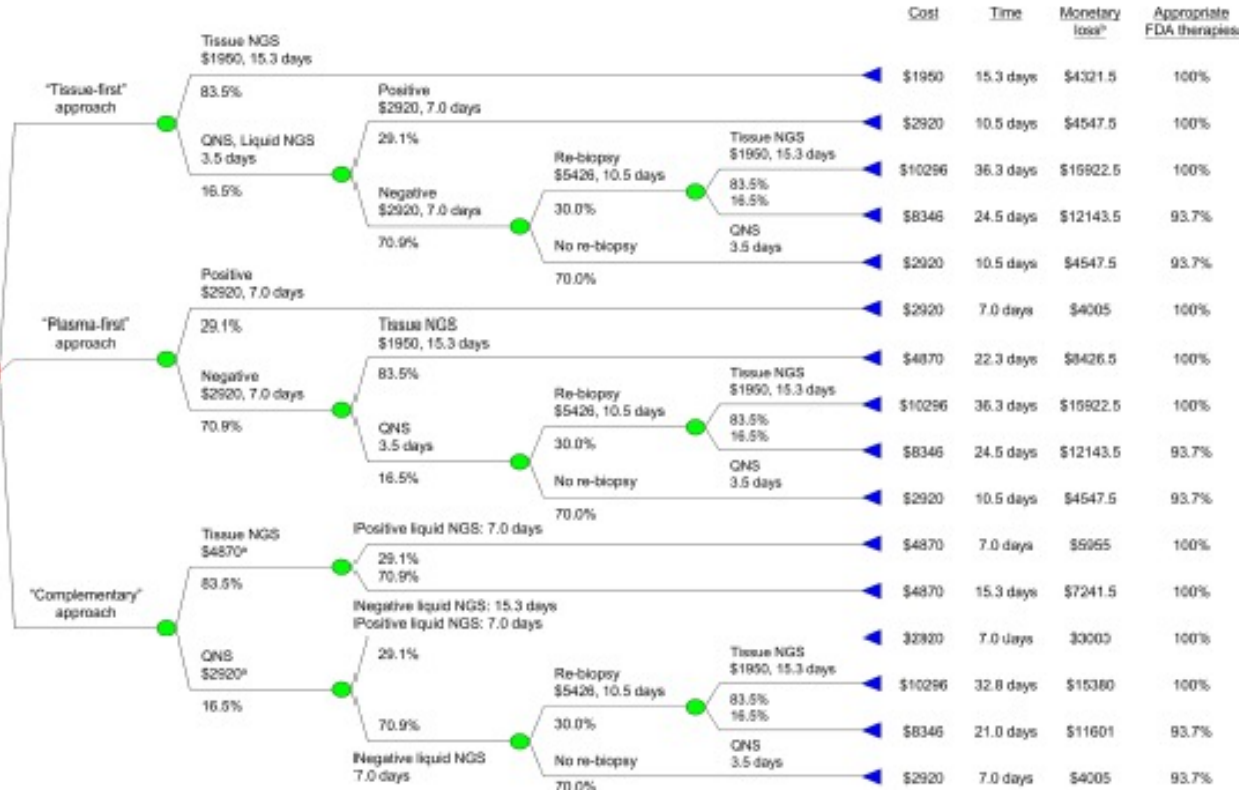 Cost Time Monetary Appropriate
lossᵇ FDA therapies
Tissue NGS
$1950, 15.3 days
83.5%
$1950 15.3 days $4321.5 100%
"Tissue-first"
approach
Positive
$2920, 7.0 days
29.1%
$2920 10.5 days $4547.5 100%
QNS, Liquid NGS
3.5 days
16.5%
Tissue NGS
$1950, 15.3 days
Re-biopsy
$5426, 10.5 days
83.5%
$10296 36.3 days $15922.5 100%
Negative
$2920, 7.0 days
30.0%
16.5%
$8346 24.5 days $12143.5 93.7%
70.9%
No re-biopsy
QNS
3.5 days
70.0%
$2920 10.5 days $4547.5 93.7%
Positive
$2920, 7.0 days
29.1%
$2920 7.0 days $4005 100%
"Plasma-first"
approach
Tissue NGS
$1950, 15.3 days
83.5%
$4870 22.3 days $8426.5 100%
Negative
$2920, 7.0 days
70.9%
Tissue NGS
$1950, 15.3 days
Re-biopsy
$5426, 10.5 days
83.5%
$10296 36.3 days $15922.5 100%
QNS
3.5 days
30.0%
16.5%
$8346 24.5 days $12143.5 93.7%
16.5%
No re-biopsy
QNS
3.5 days
70.0%
$2920 10.5 days $4547.5 93.7%
Tissue NGS
$4870ᵃ
83.5%
Positive liquid NGS: 7.0 days
29.1%
$4870 7.0 days $5955 100%
70.9%
$4870 15.3 days $7241.5 100%
"Complementary"
approach
Negative liquid NGS: 15.3 days
Positive liquid NGS: 7.0 days
29.1%
$2920 7.0 days 100%
QNS
$2920ᵃ
16.5%
Tissue NGS
$1950, 15.3 days
Re-biopsy
$5426, 10.5 days
83.5%
$10296 32.8 days $15380 100%
70.9%
30.0%
16.5%
$8346 21.0 days $11601 93.7%
Negative liquid NGS
7.0 days
No re-biopsy
QNS
3.5 days
70.0%
$2920 7.0 days $4005 93.7%